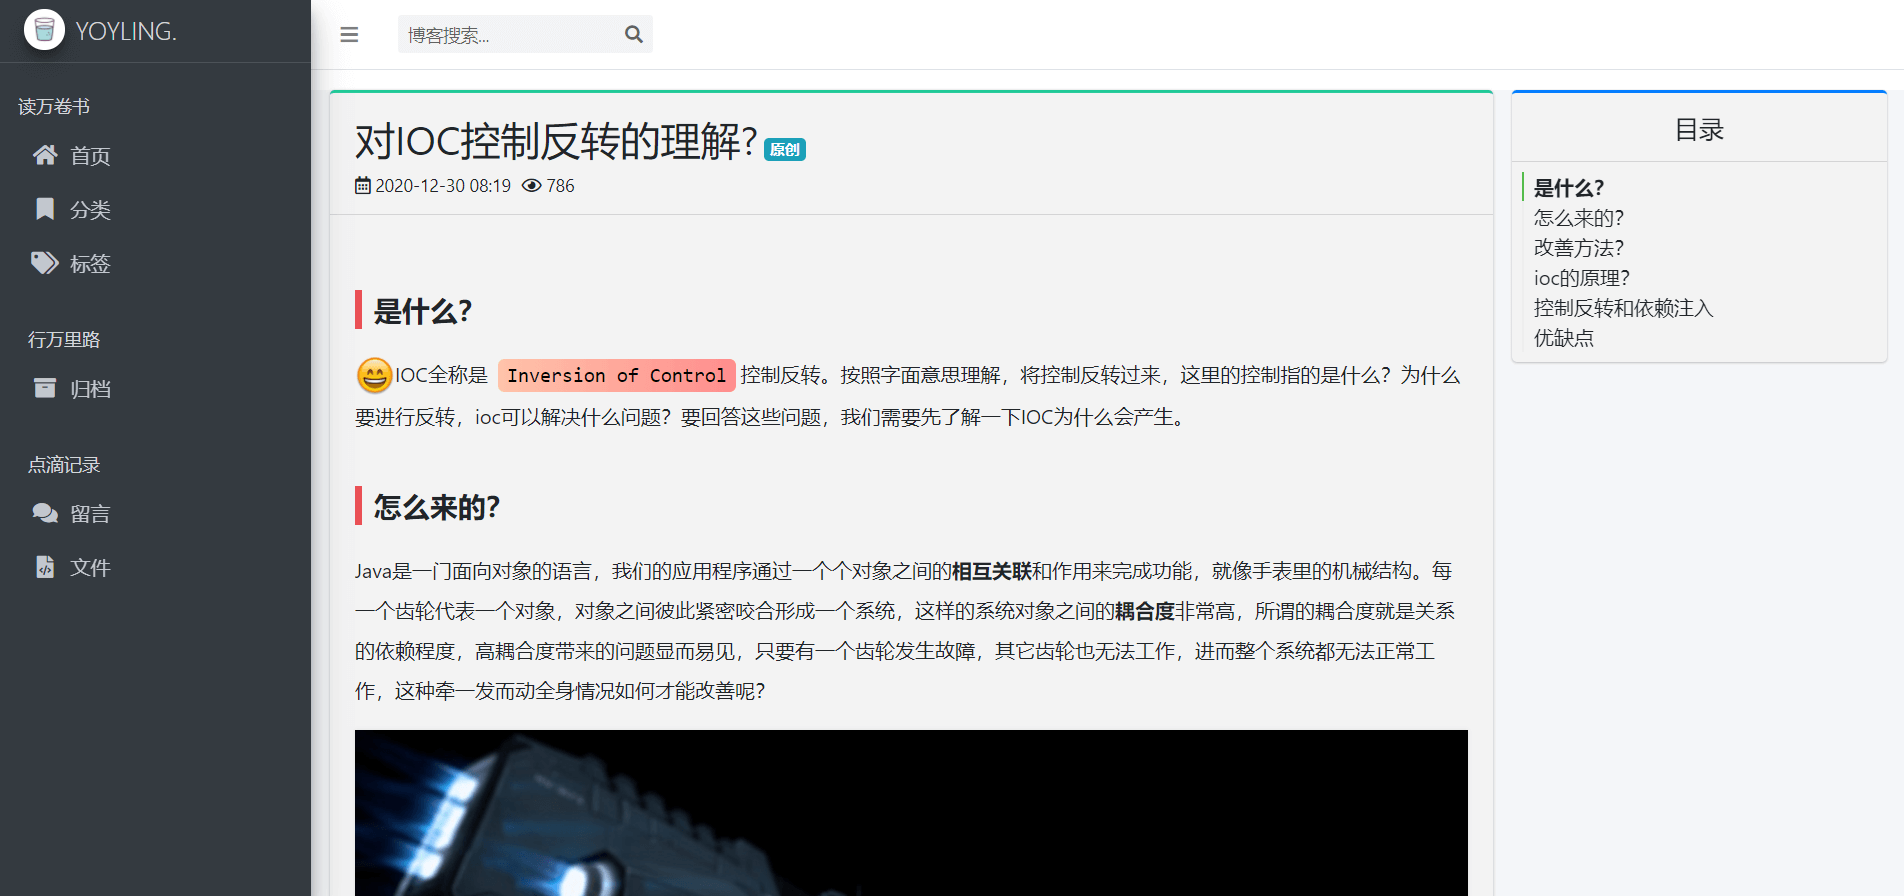 YOYLING.
读万卷书
首页
分类
标签
行万里路
归档
点滴记录
留言
文件
博客搜索...
对IOC控制反转的理解? 原创
2020-12-30 08:19 786
是什么?
IOC全称是 Inversion of Control 控制反转。按照字面意思理解，将控制反转过来，这里的控制指的是什么？为什么
要进行反转，ioc可以解决什么问题？要回答这些问题，我们需要先了解一下IOC为什么会产生。
怎么来的?
Java是一门面向对象的语言，我们的应用程序通过一个个对象之间的相互关联和作用来完成功能，就像手表里的机械结构。每
一个齿轮代表一个对象，对象之间彼此紧密咬合形成一个系统，这样的系统对象之间的耦合度非常高，所谓的耦合度就是关系
的依赖程度，高耦合度带来的问题显而易见，只要有一个齿轮发生故障，其它齿轮也无法工作，进而整个系统都无法正常工
作，这种牵一发而动全身情况如何才能改善呢？
目录
是什么?
怎么来的?
改善方法?
ioc的原理?
控制反转和依赖注入
优缺点